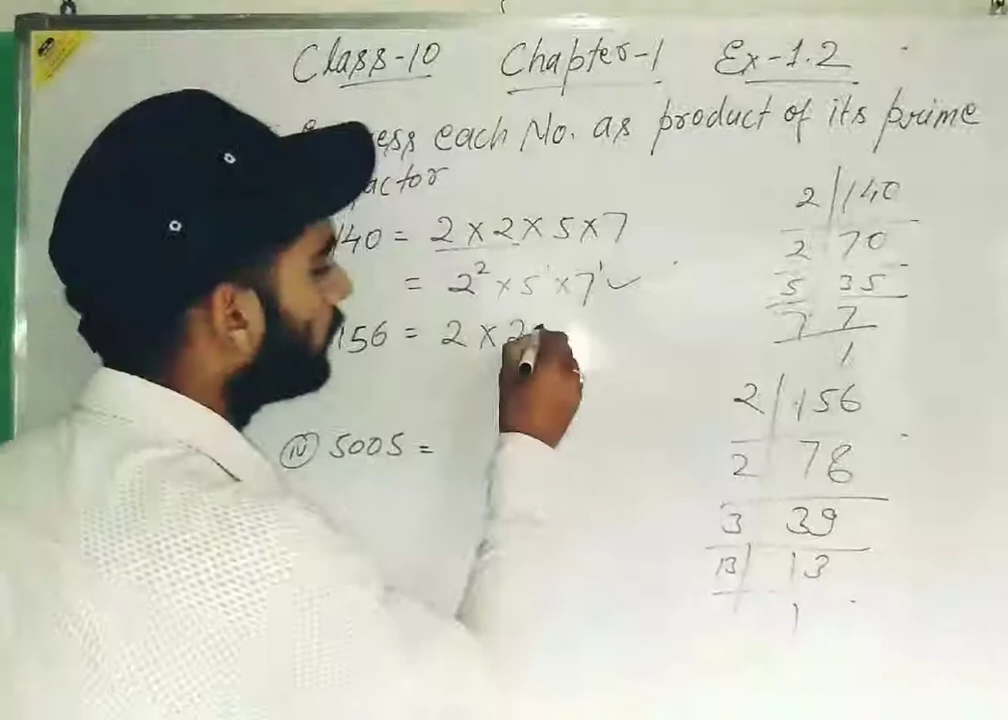 Class-10 Chapter-1 Ex-1.2
each No. as product of its prime
140 = 2 × 2 × 5 × 7
= 2² × 5¹ × 7¹ ✓
156 = 2 × 2
(iv) 5005 =
2 | 140
2 70
5 35
7 7
1
2 | 156
2 78
3 39
13 | 13
1